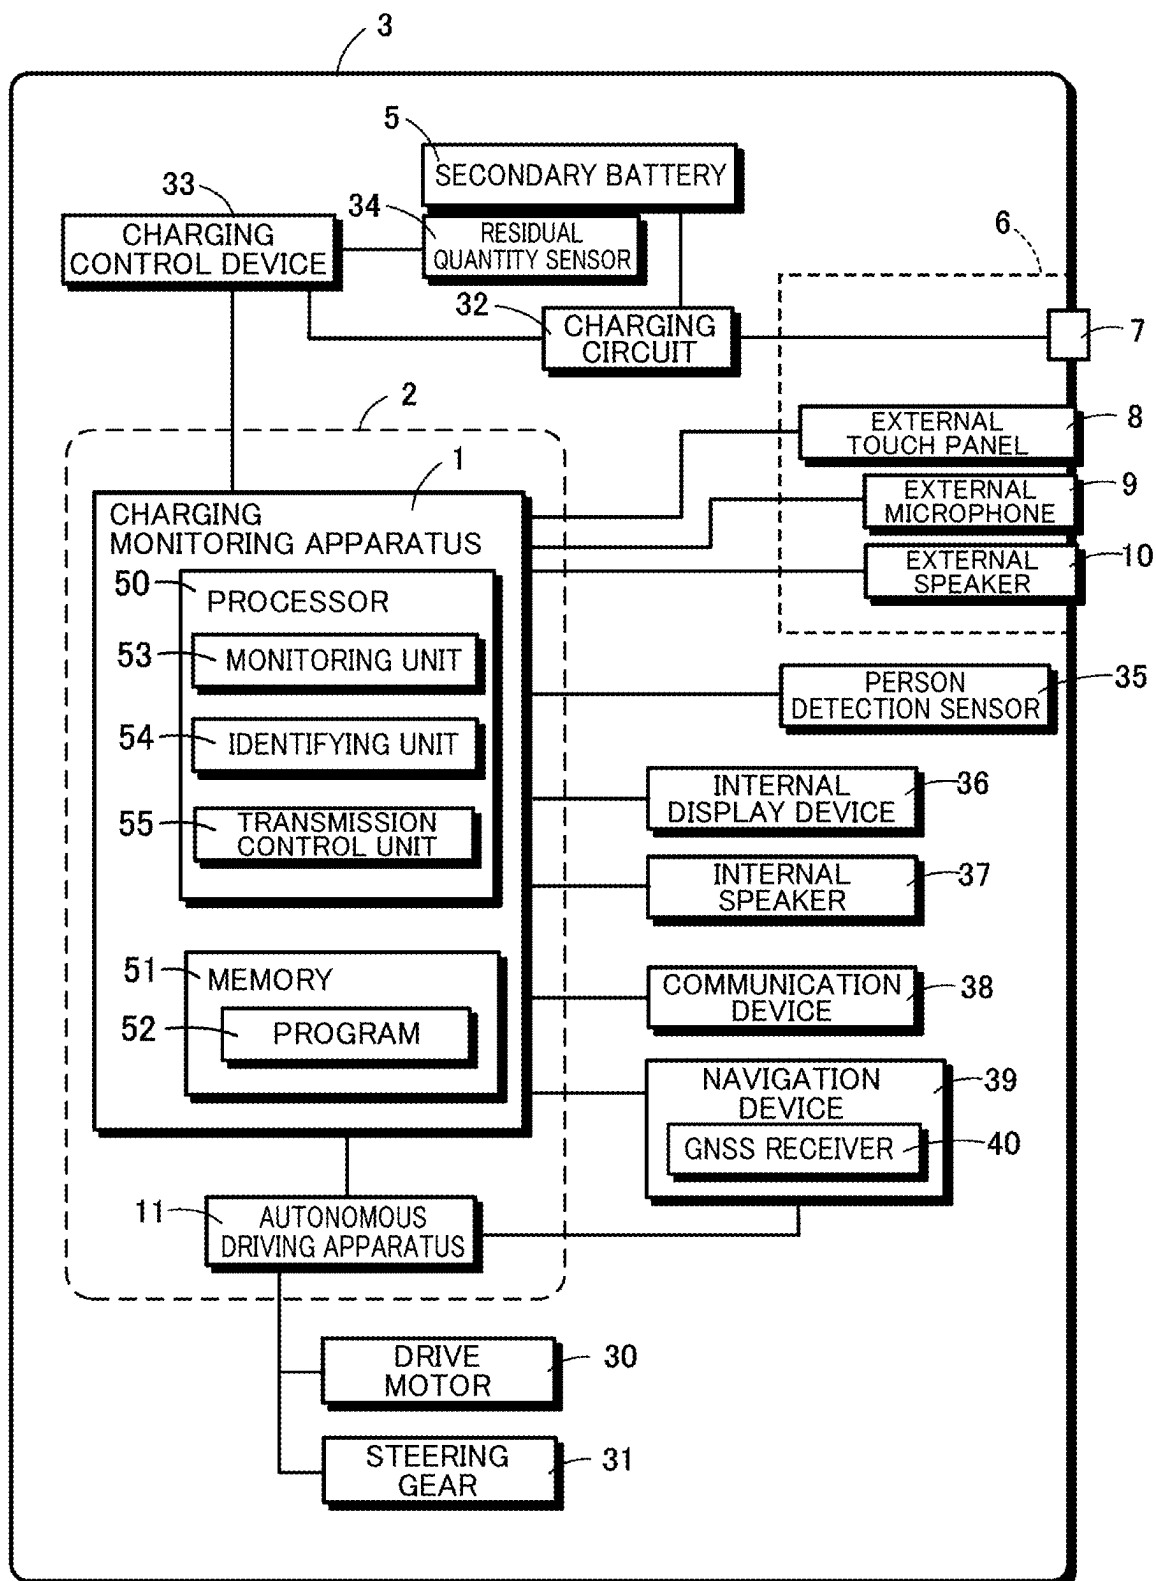 3
5
SECONDARY BATTERY
33
CHARGING
CONTROL DEVICE
34
RESIDUAL
QUANTITY SENSOR
6
32
CHARGING
CIRCUIT
7
2
EXTERNAL
TOUCH PANEL
8
1
CHARGING
MONITORING APPARATUS
EXTERNAL
MICROPHONE
9
EXTERNAL
SPEAKER
10
50
PROCESSOR
53
MONITORING UNIT
PERSON
DETECTION SENSOR
35
54
IDENTIFYING UNIT
INTERNAL
DISPLAY DEVICE
36
55
TRANSMISSION
CONTROL UNIT
INTERNAL
SPEAKER
37
51
MEMORY
COMMUNICATION
DEVICE
38
52
PROGRAM
NAVIGATION
DEVICE
39
GNSS RECEIVER
40
11
AUTONOMOUS
DRIVING APPARATUS
DRIVE
MOTOR
30
STEERING
GEAR
31